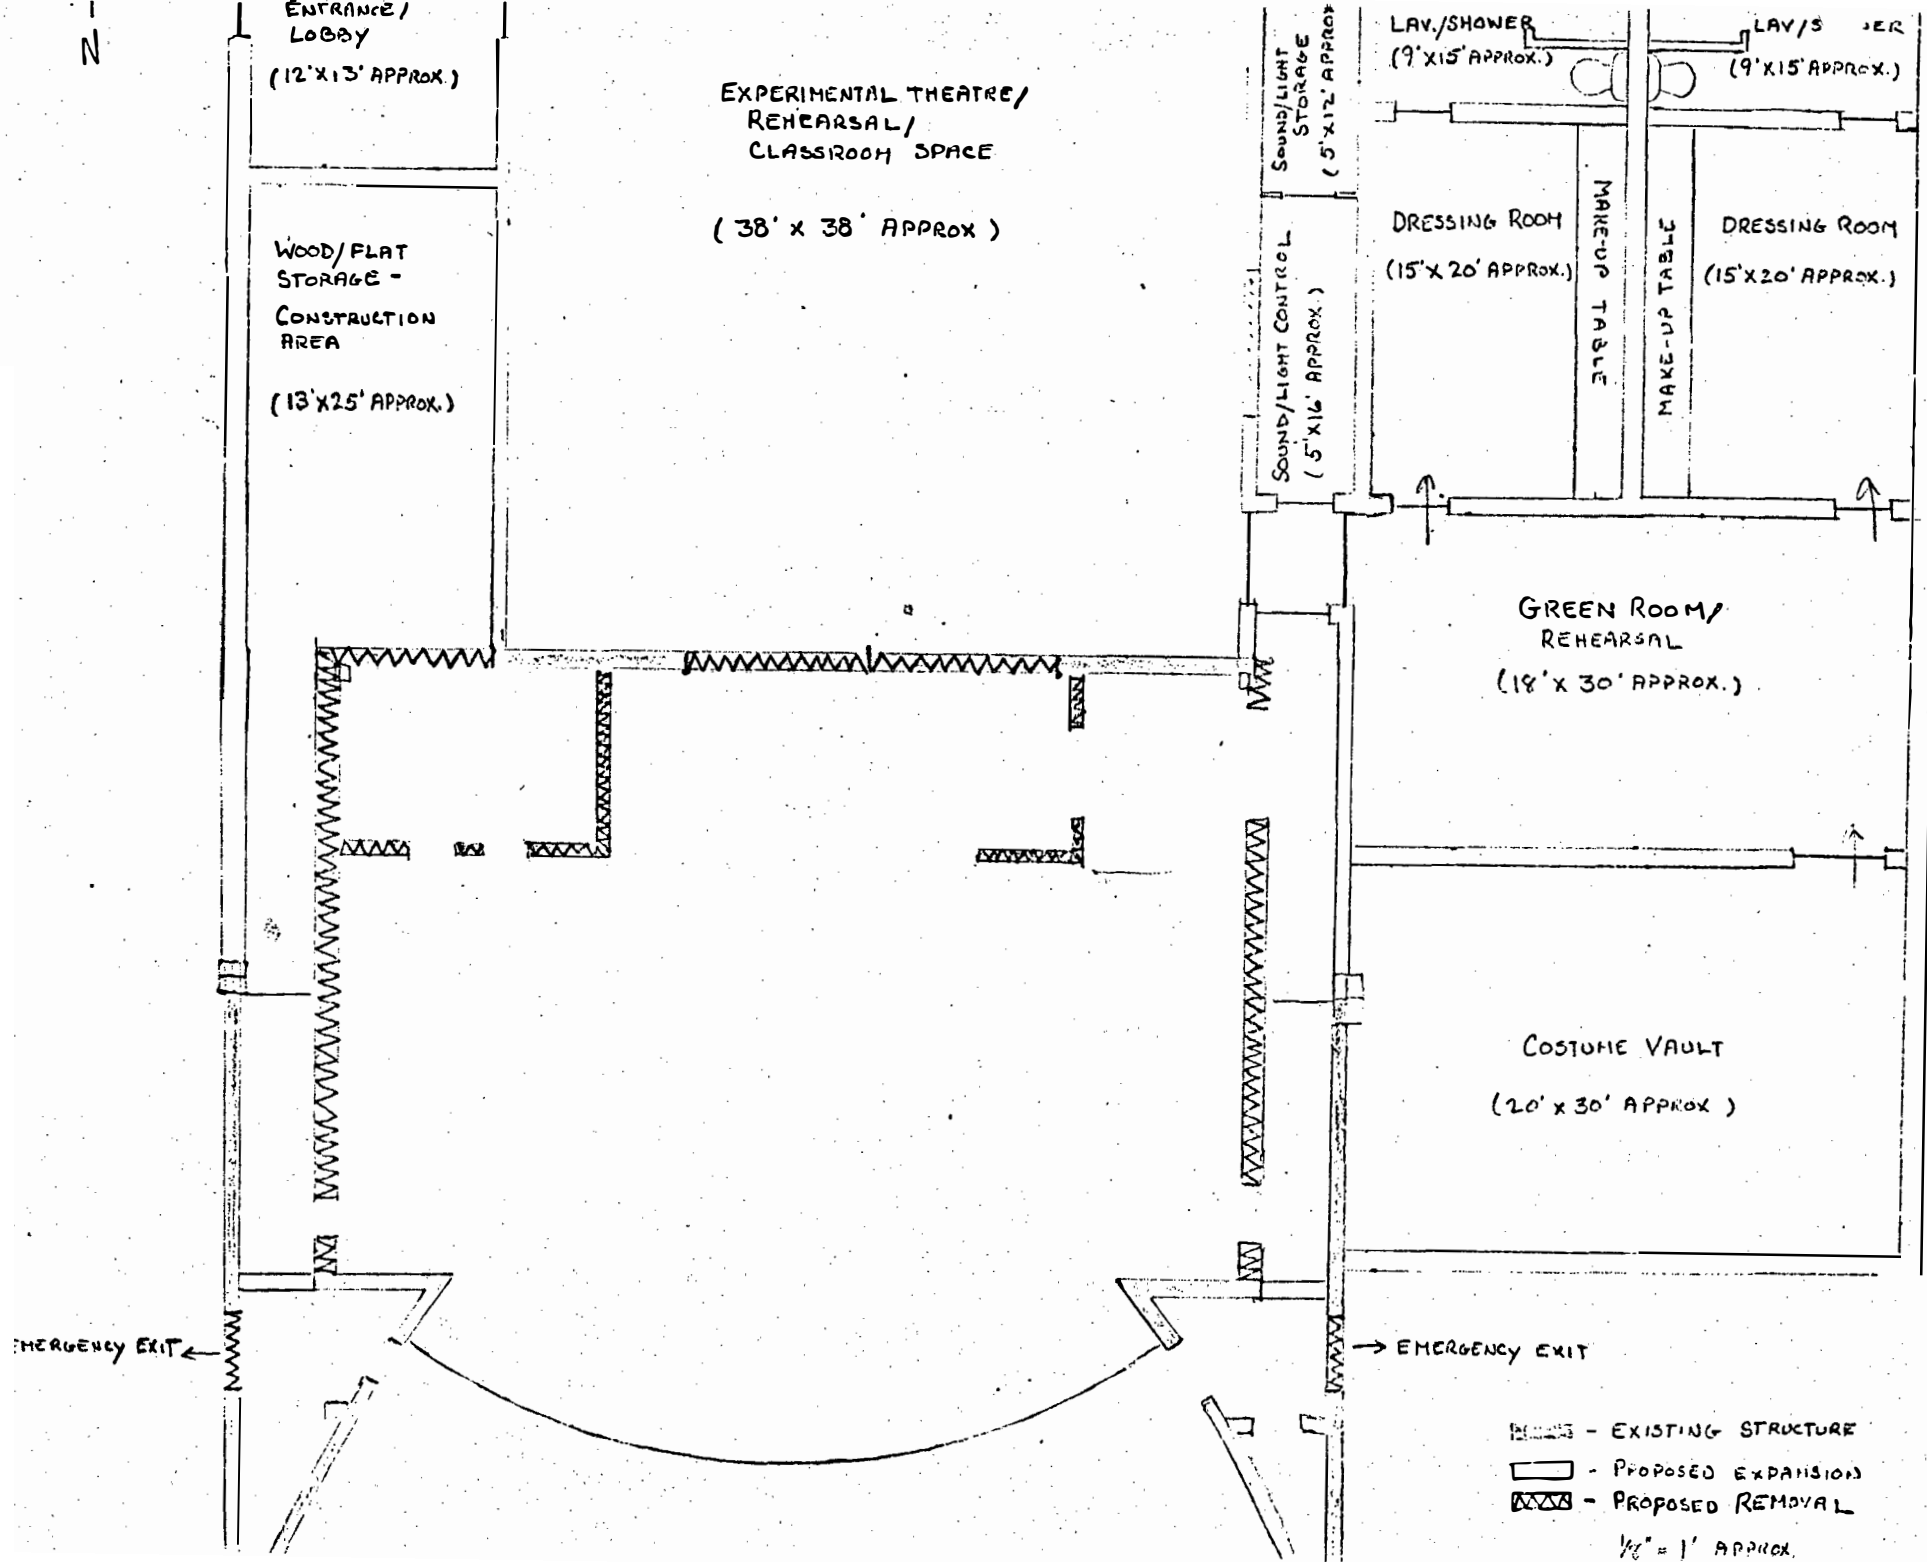 N
ENTRANCE/
LOBBY
(12'X13' APPROX.)
EXPERIMENTAL THEATRE/
REHEARSAL/
CLASSROOM SPACE
(38' X 38' APPROX)
SOUND/LIGHT
STORAGE
(5'X12' APPROX
LAV./SHOWER
(9'X15' APPROX.)
LAV/S ER
(9'X15' APPROX.)
WOOD/FLAT
STORAGE -
CONSTRUCTION
AREA
(13'X25' APPROX.)
SOUND/LIGHT CONTROL
(5'X16' APPROX.)
DRESSING ROOM
(15'X20' APPROX.)
MAKE-UP TABLE
MAKE-UP TABLE
DRESSING ROOM
(15'X20' APPROX.)
GREEN ROOM/
REHEARSAL
(18' X 30' APPROX.)
COSTUME VAULT
(20' X 30' APPROX)
EMERGENCY EXIT
EMERGENCY EXIT
- EXISTING STRUCTURE
- PROPOSED EXPANSION
- PROPOSED REMOVAL
= 1' APPROX.